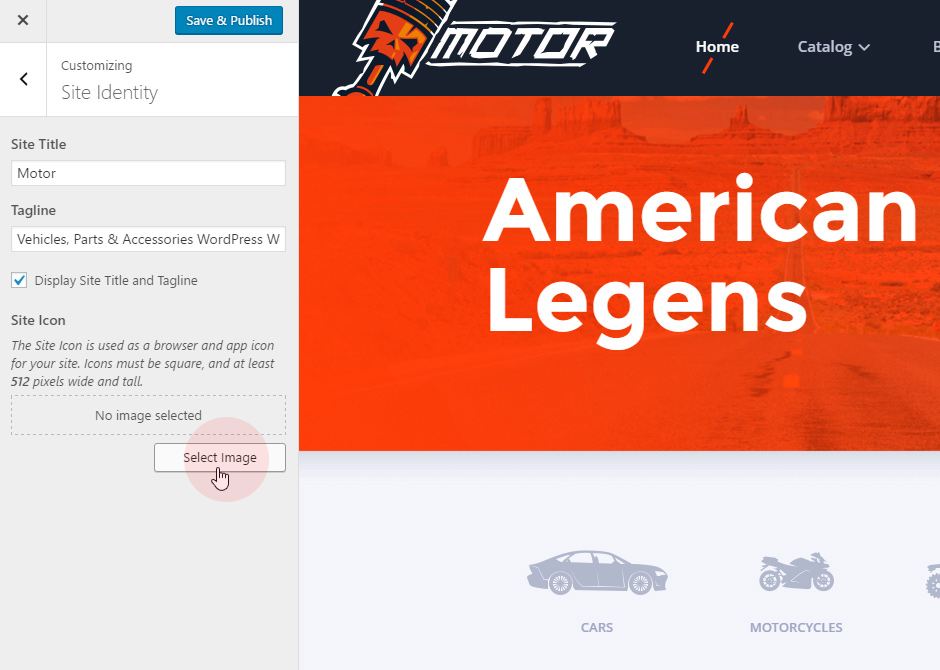 Save & Publish
Customizing
Site Identity
Site Title
Motor
Tagline
Vehicles, Parts & Accessories WordPress W
Display Site Title and Tagline
Site Icon
The Site Icon is used as a browser and app icon
for your site. Icons must be square, and at least
512 pixels wide and tall.
No image selected
Select Image
MOTOR
Home
Catalog
B
American
Legens
CARS
MOTORCYCLES